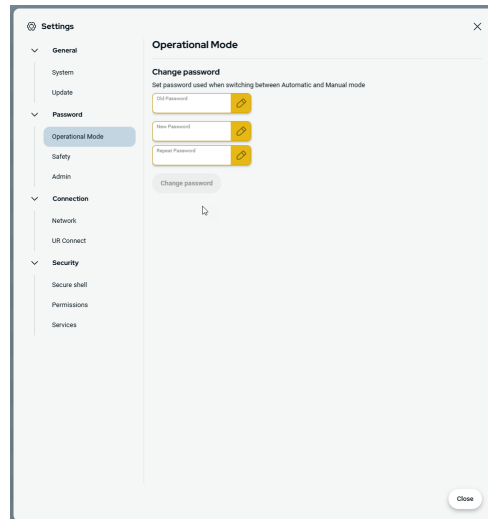 Settings
General
System
Update
Password
Operational Mode
Safety
Admin
Connection
Network
UR Connect
Security
Secure shell
Permissions
Services
Operational Mode
Change password
Set password used when switching between Automatic and Manual mode
Old Password
New Password
Repeat Password
Change password
Close